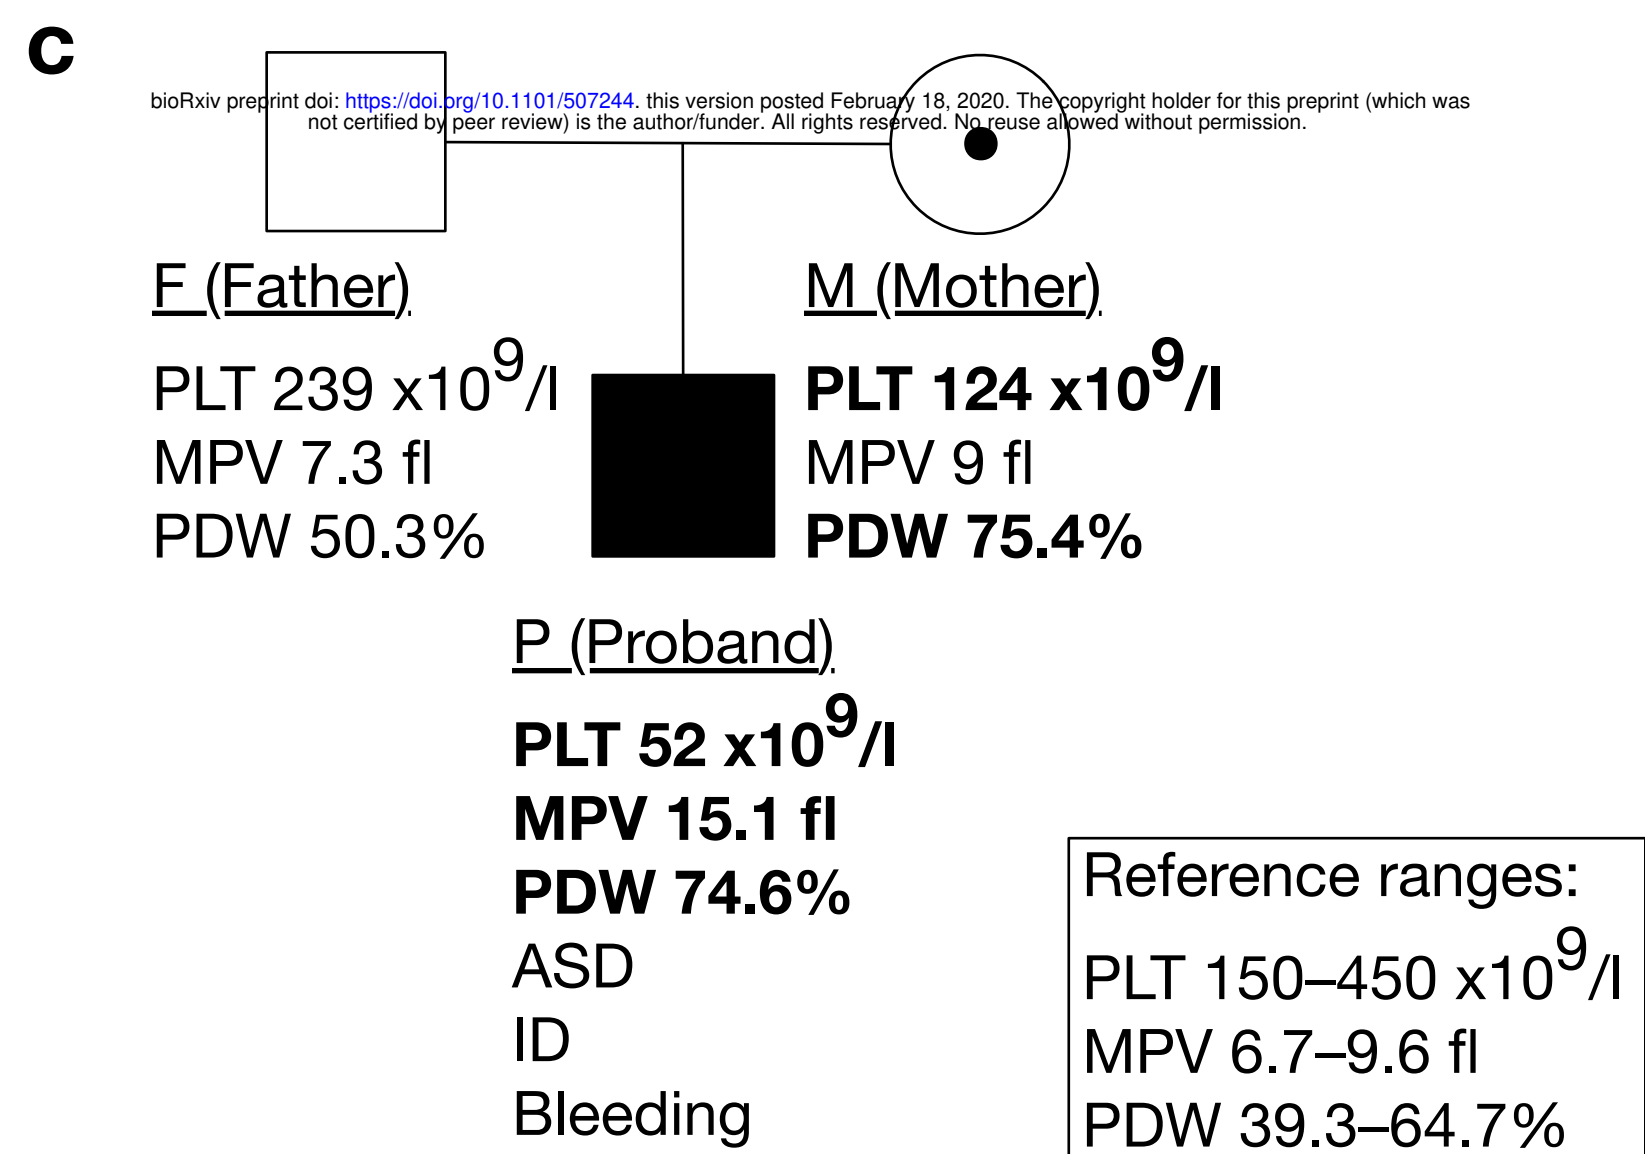 c
bioRxiv preprint doi: https://doi.org/10.1101/507244. this version posted February 18, 2020. The copyright holder for this preprint (which was
not certified by peer review) is the author/funder. All rights reserved. No reuse allowed without permission.
F (Father)
PLT 239 x10⁹/l
MPV 7.3 fl
PDW 50.3%
M (Mother)
PLT 124 x10⁹/l
MPV 9 fl
PDW 75.4%
P (Proband)
PLT 52 x10⁹/l
MPV 15.1 fl
PDW 74.6%
ASD
ID
Bleeding
Reference ranges:
PLT 150–450 x10⁹/l
MPV 6.7–9.6 fl
PDW 39.3–64.7%